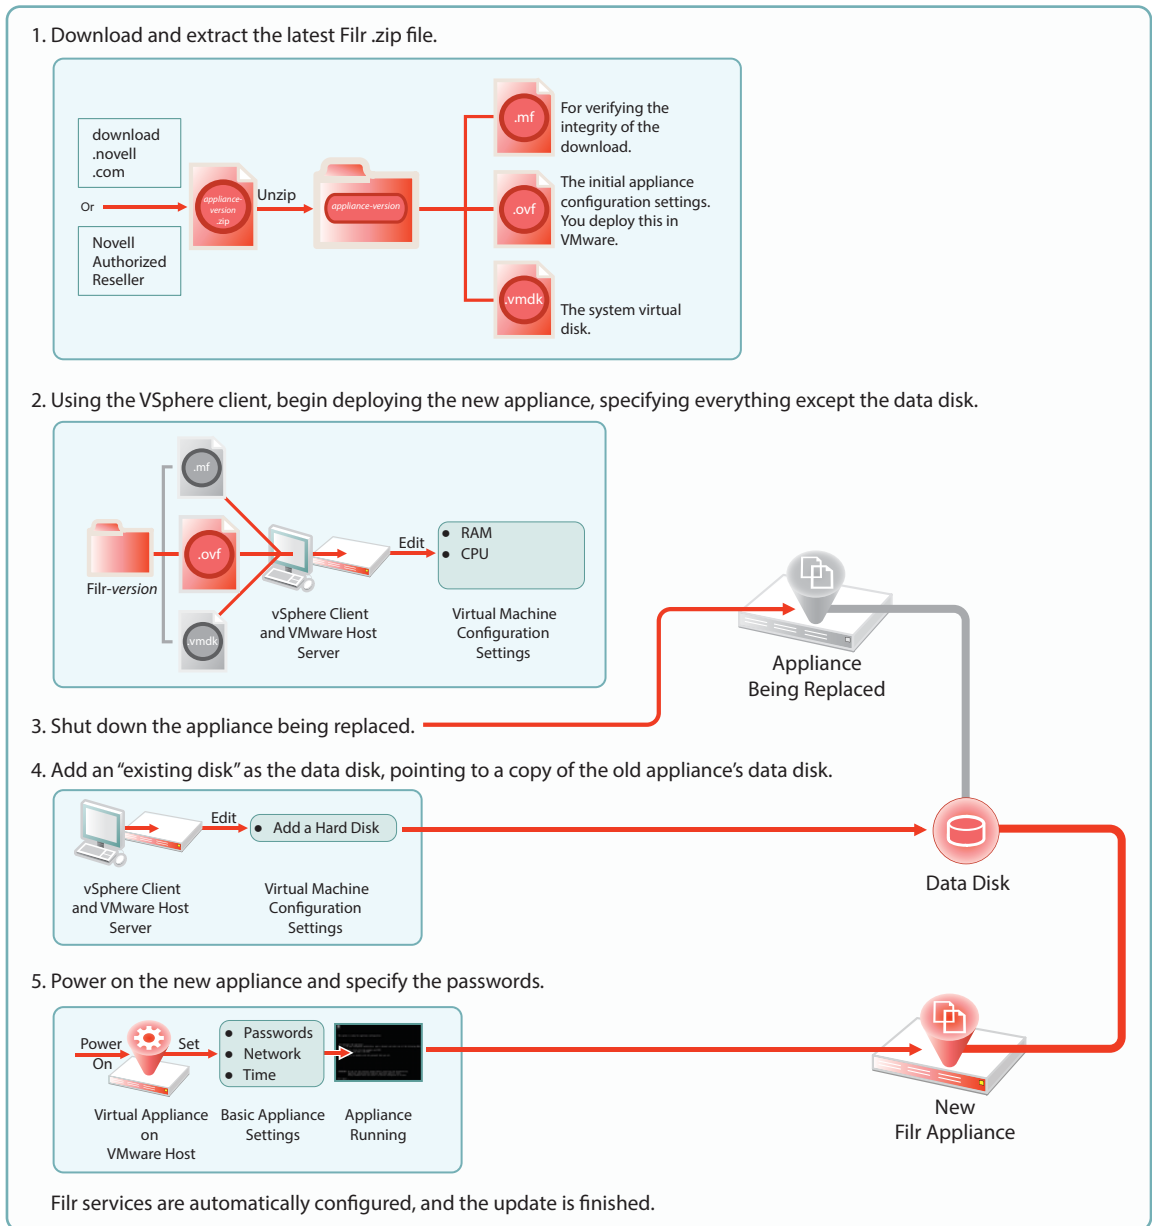 1. Download and extract the latest Filr .zip file.
download
.novell
.com
Or
Novell
Authorized
Reseller
appliance-
version
.zip
Unzip
appliance-version
.mf
For verifying the
integrity of the
download.
.ovf
The initial appliance
configuration settings.
You deploy this in
VMware.
.vmdk
The system virtual
disk.
2. Using the VSphere client, begin deploying the new appliance, specifying everything except the data disk.
.mf
.ovf
.vmdk
Filr-version
vSphere Client
and VMware Host
Server
Edit
• RAM
• CPU
Virtual Machine
Configuration
Settings
Appliance
Being Replaced
3. Shut down the appliance being replaced.
4. Add an “existing disk” as the data disk, pointing to a copy of the old appliance’s data disk.
Edit
• Add a Hard Disk
vSphere Client
and VMware Host
Server
Virtual Machine
Configuration
Settings
Data Disk
5. Power on the new appliance and specify the passwords.
Power
On
Set
• Passwords
• Network
• Time
Virtual Appliance
on
VMware Host
Basic Appliance
Settings
Appliance
Running
New
Filr Appliance
Filr services are automatically configured, and the update is finished.